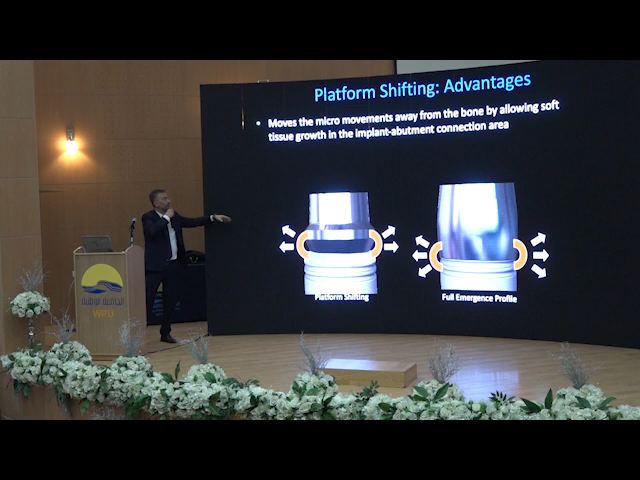 Platform Shifting: Advantages
• Moves the micro movements away from the bone by allowing soft
tissue growth in the implant-abutment connection area
Platform Shifting
Full Emergence Profile
WPU